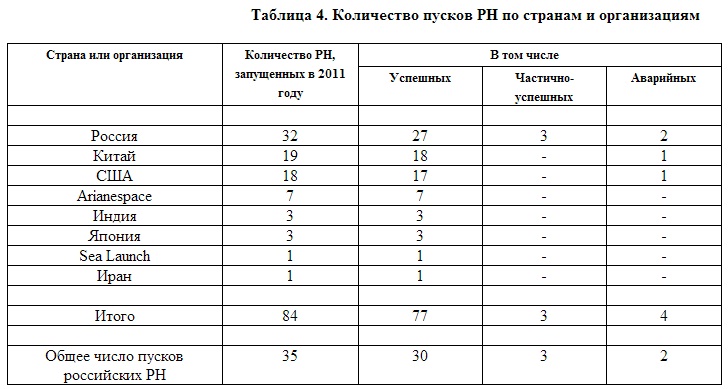 Таблица 4. Количество пусков РН по странам и организациям
Страна или организация Количество РН, запущенных в 2011 году В том числе
Успешных Частично-успешных Аварийных
Россия 32 27 3 2
Китай 19 18 - 1
США 18 17 - 1
Arianespace 7 7 - -
Индия 3 3 - -
Япония 3 3 - -
Sea Launch 1 1 - -
Иран 1 1 - -
Итого 84 77 3 4
Общее число пусков российских РН 35 30 3 2